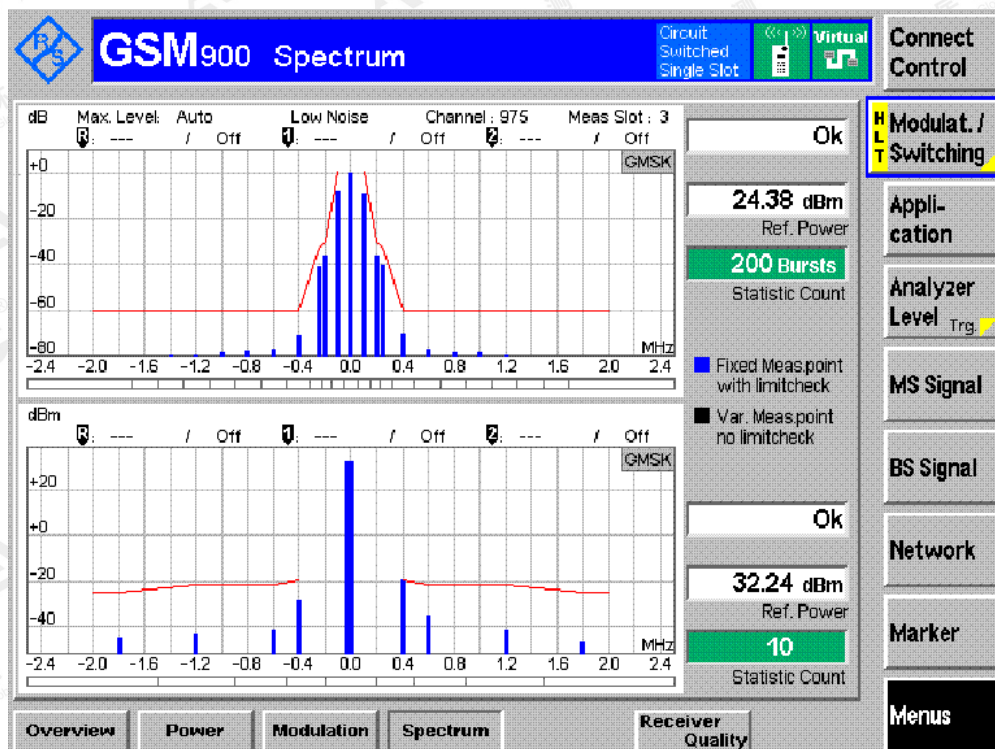 R/S
GSM900 Spectrum
Circuit Switched Single Slot
Virtual
Connect Control
dB Max. Level: Auto Low Noise Channel : 975 Meas Slot : 3
R: --- / Off 1: --- / Off 2: --- / Off
GMSK
+0
-20
-40
-60
-80
MHz
-2.4 -2.0 -1.6 -1.2 -0.8 -0.4 0.0 0.4 0.8 1.2 1.6 2.0 2.4
Ok
24.38 dBm
Ref. Power
200 Bursts
Statistic Count
Fixed Meas.point
with limitcheck
Var. Meas.point
no limitcheck
dBm
R: --- / Off 1: --- / Off 2: --- / Off
GMSK
+20
+0
-20
-40
MHz
-2.4 -2.0 -1.6 -1.2 -0.8 -0.4 0.0 0.4 0.8 1.2 1.6 2.0 2.4
Ok
32.24 dBm
Ref. Power
10
Statistic Count
HLT
Modulat. /
Switching
Appli-
cation
Analyzer
Level Trg.
MS Signal
BS Signal
Network
Marker
Menus
Overview Power Modulation Spectrum Receiver Quality